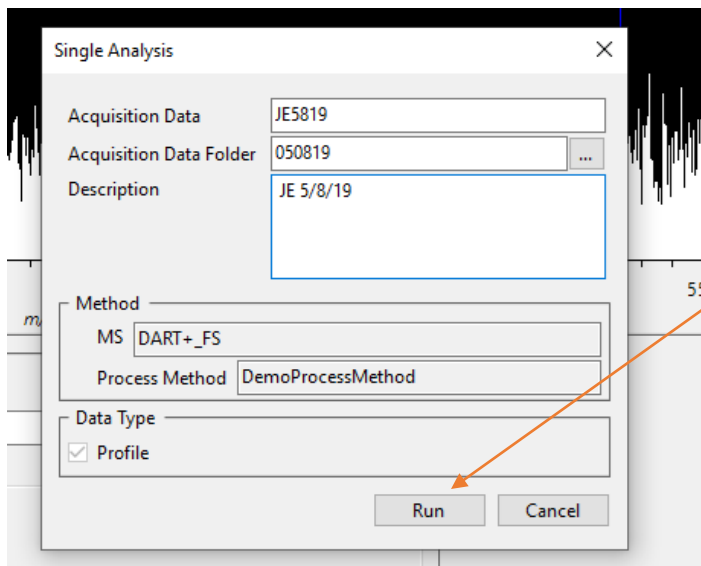 Single Analysis
Acquisition Data JE5819
Acquisition Data Folder 050819 ...
Description JE 5/8/19
Method
MS DART+_FS
Process Method DemoProcessMethod
Data Type
Profile
Run Cancel